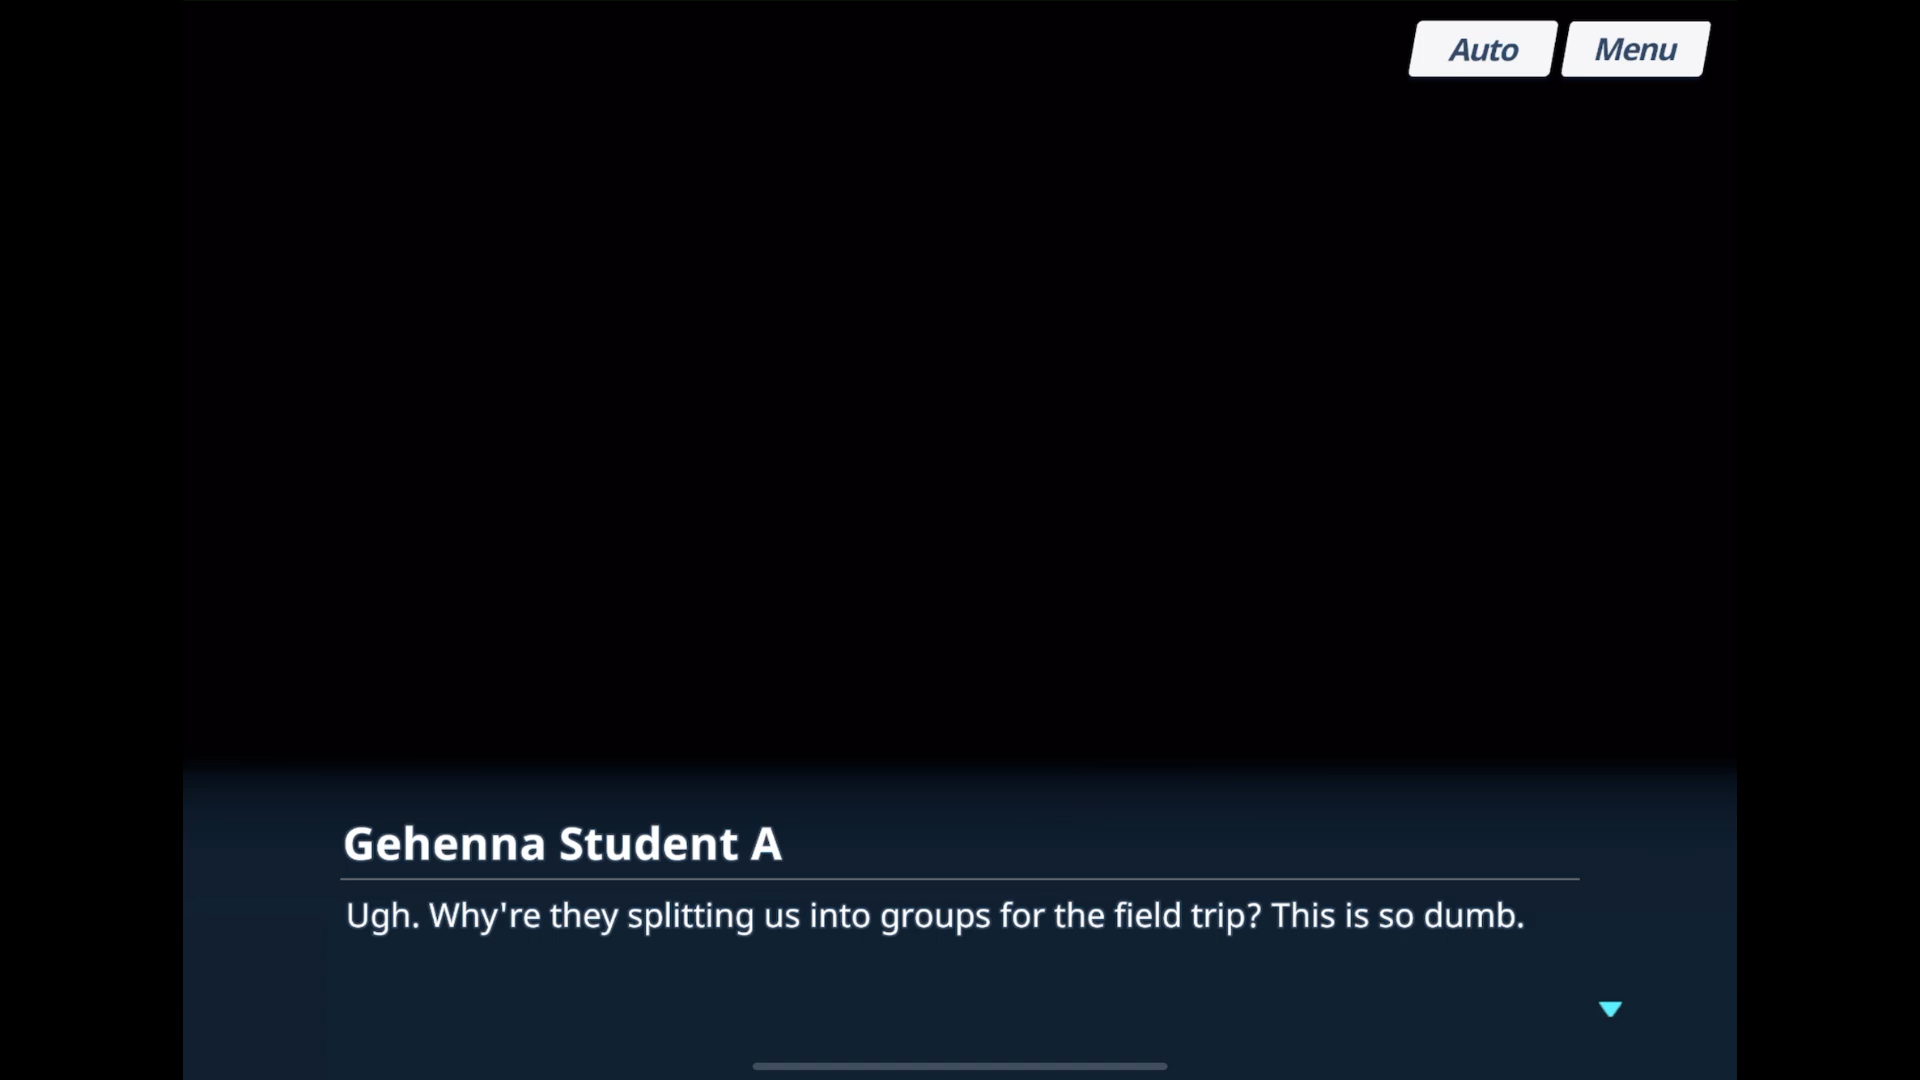 Auto Menu
Gehenna Student A
Ugh. Why're they splitting us into groups for the field trip? This is so dumb.